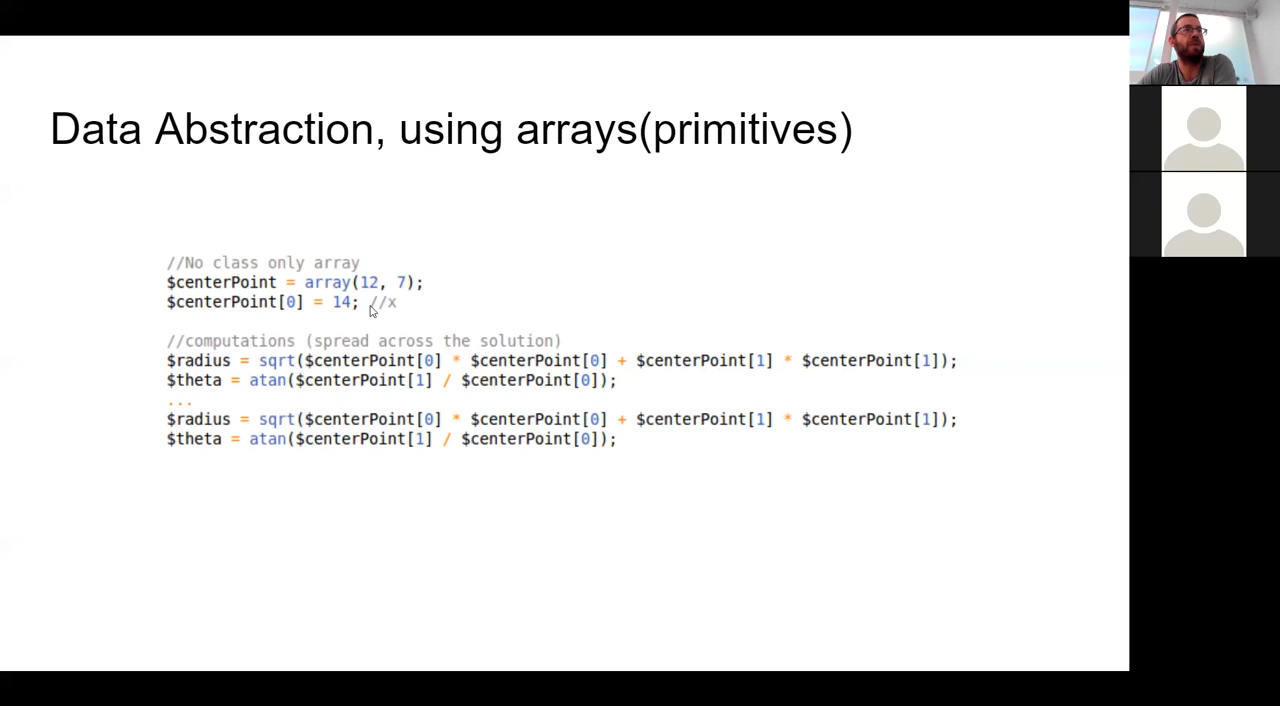 Data Abstraction, using arrays(primitives)
//No class only array
$centerPoint = array(12, 7);
$centerPoint[0] = 14; //x
//computations (spread across the solution)
$radius = sqrt($centerPoint[0] * $centerPoint[0] + $centerPoint[1] * $centerPoint[1]);
$theta = atan($centerPoint[1] / $centerPoint[0]);
...
$radius = sqrt($centerPoint[0] * $centerPoint[0] + $centerPoint[1] * $centerPoint[1]);
$theta = atan($centerPoint[1] / $centerPoint[0]);